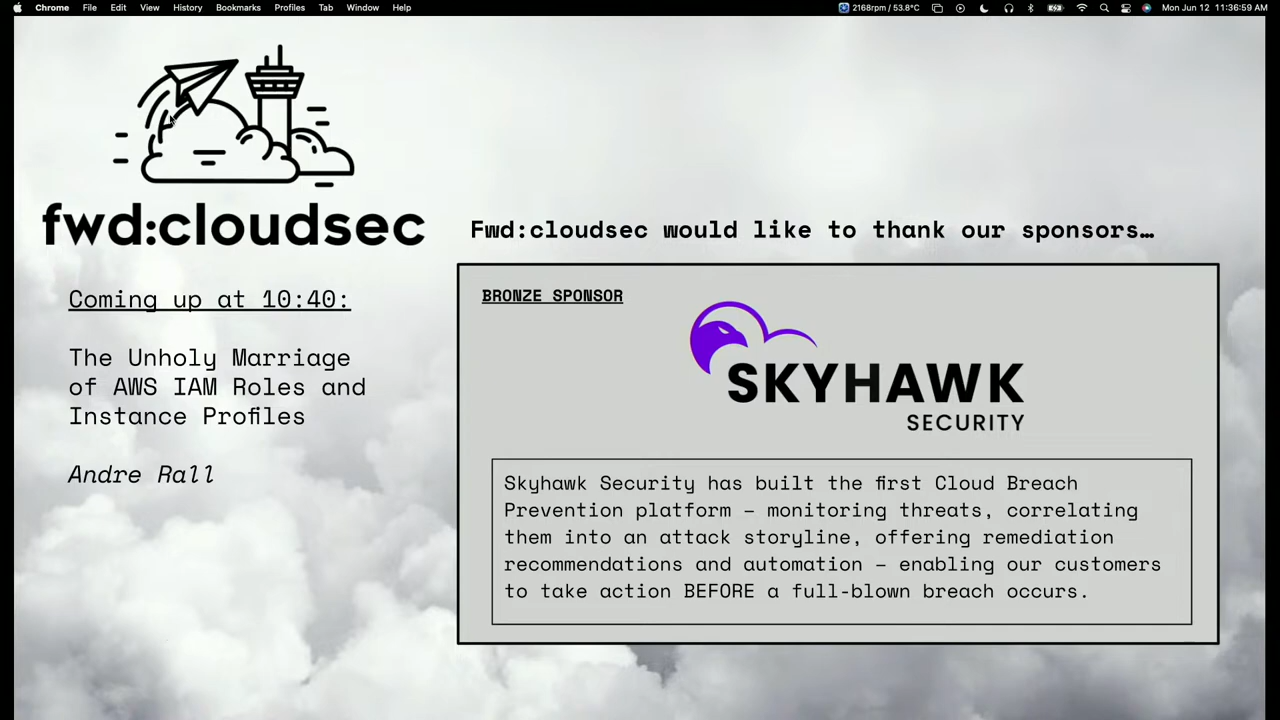 Chrome File Edit View History Bookmarks Profiles Tab Window Help 2168rpm / 53.8°C Mon Jun 12 11:36:59 AM
fwd:cloudsec
Coming up at 10:40:
The Unholy Marriage
of AWS IAM Roles and
Instance Profiles
Andre Rall
Fwd:cloudsec would like to thank our sponsors…
BRONZE SPONSOR
SKYHAWK
SECURITY
Skyhawk Security has built the first Cloud Breach
Prevention platform – monitoring threats, correlating
them into an attack storyline, offering remediation
recommendations and automation – enabling our customers
to take action BEFORE a full-blown breach occurs.